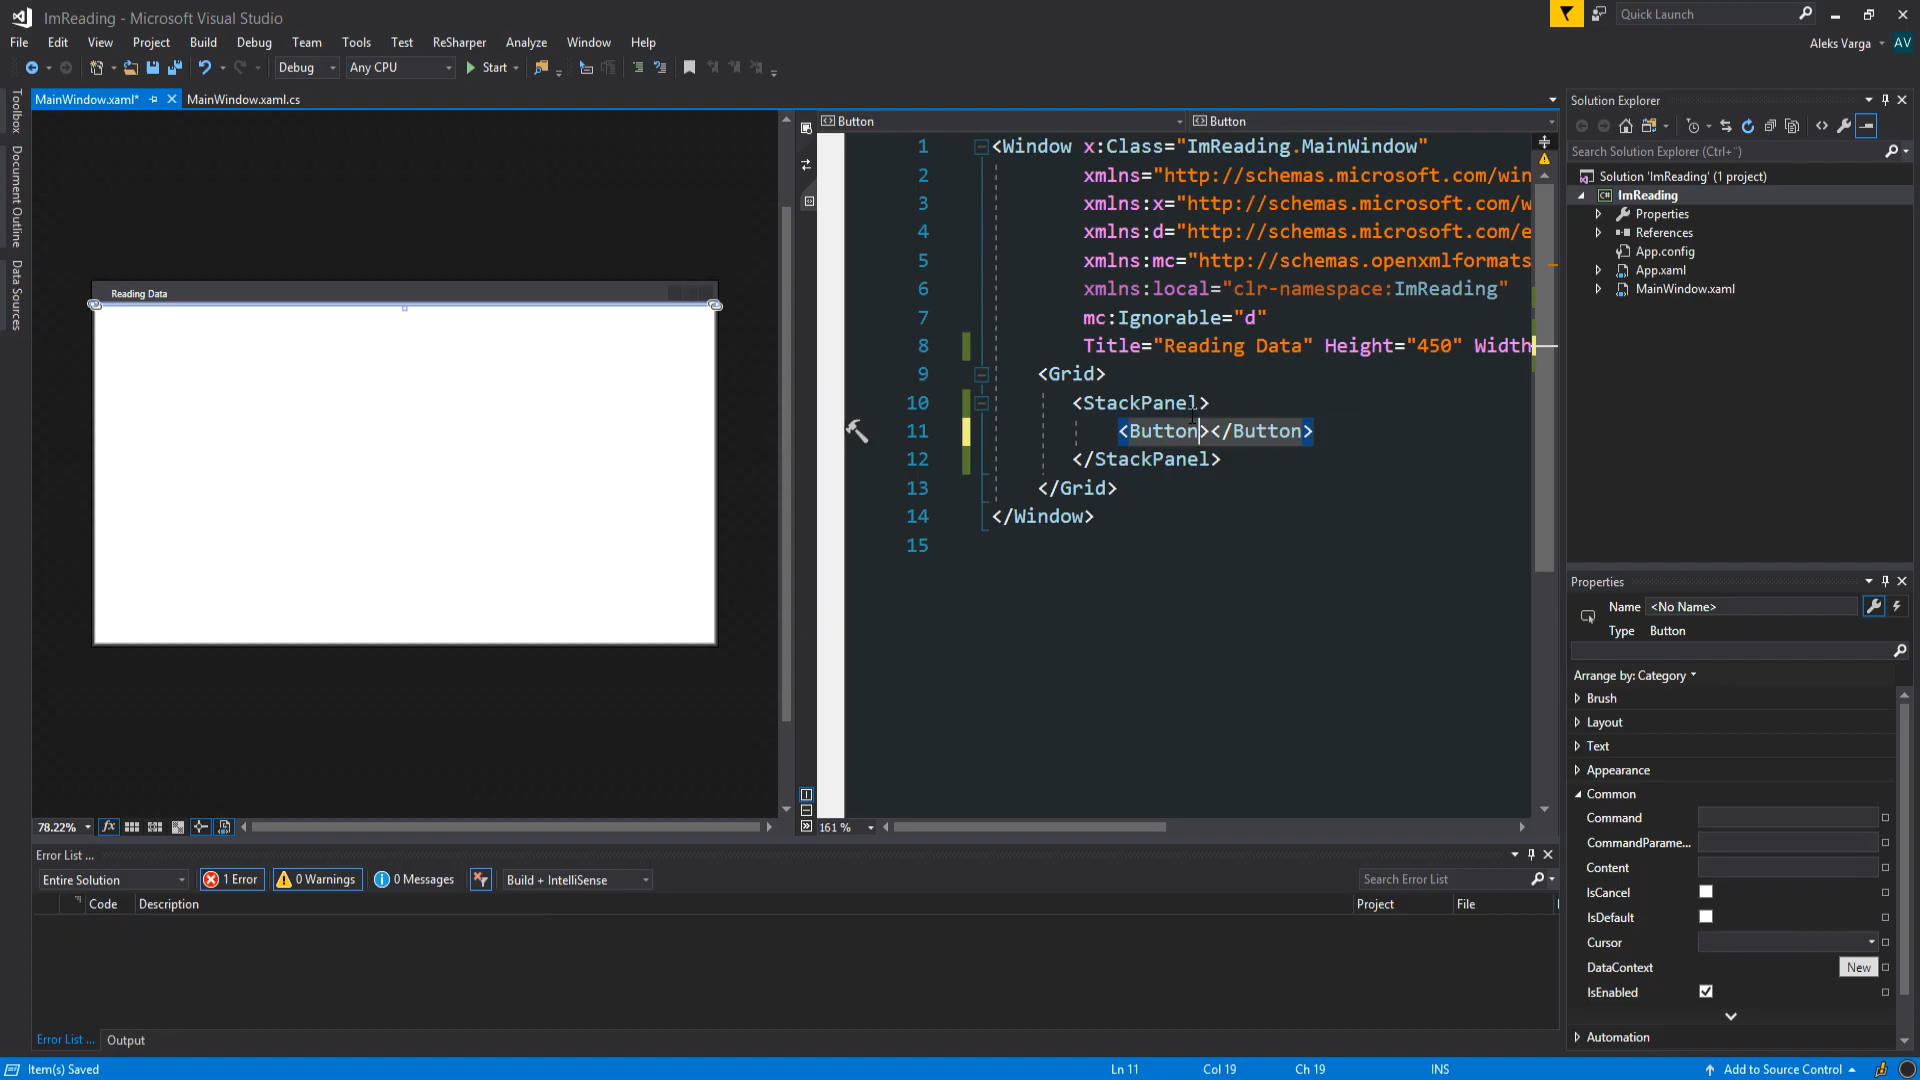 ImReading - Microsoft Visual Studio
Quick Launch
File Edit View Project Build Debug Team Tools Test ReSharper Analyze Window Help
Aleks Varga AV
Debug Any CPU Start
MainWindow.xaml* MainWindow.xaml.cs
Toolbox
Document Outline
Data Sources
Reading Data
78.22%
Button Button
1 <Window x:Class="ImReading.MainWindow"
2 xmlns="http://schemas.microsoft.com/win
3 xmlns:x="http://schemas.microsoft.com/w
4 xmlns:d="http://schemas.microsoft.com/e
5 xmlns:mc="http://schemas.openxmlformats
6 xmlns:local="clr-namespace:ImReading"
7 mc:Ignorable="d"
8 Title="Reading Data" Height="450" Width
9 <Grid>
10 <StackPanel>
11 <Button></Button>
12 </StackPanel>
13 </Grid>
14 </Window>
15
161 %
Solution Explorer
Search Solution Explorer (Ctrl+¨)
Solution 'ImReading' (1 project)
ImReading
Properties
References
App.config
App.xaml
MainWindow.xaml
Properties
Name <No Name>
Type Button
Arrange by: Category
Brush
Layout
Text
Appearance
Common
Command
CommandParame...
Content
IsCancel
IsDefault
Cursor
DataContext New
IsEnabled
Automation
Error List ...
Entire Solution 1 Error 0 Warnings 0 Messages Build + IntelliSense Search Error List
Code Description Project File
Error List ... Output
Item(s) Saved Ln 11 Col 19 Ch 19 INS Add to Source Control